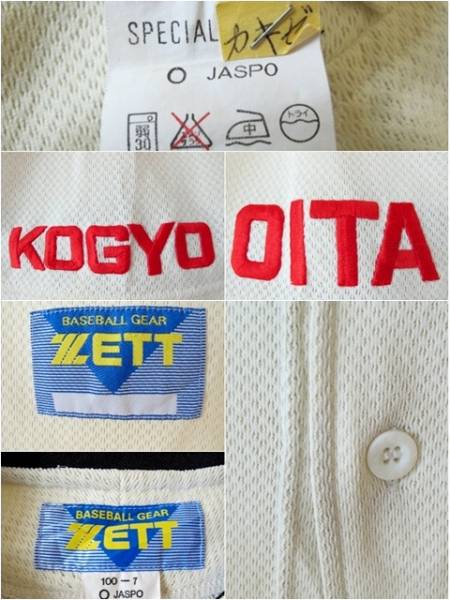 SPECIAL
カキゼ
JASPO
弱
30
中
ドライ
KOGYO
OITA
BASEBALL GEAR
ZETT
BASEBALL GEAR
ZETT
100-7
JASPO